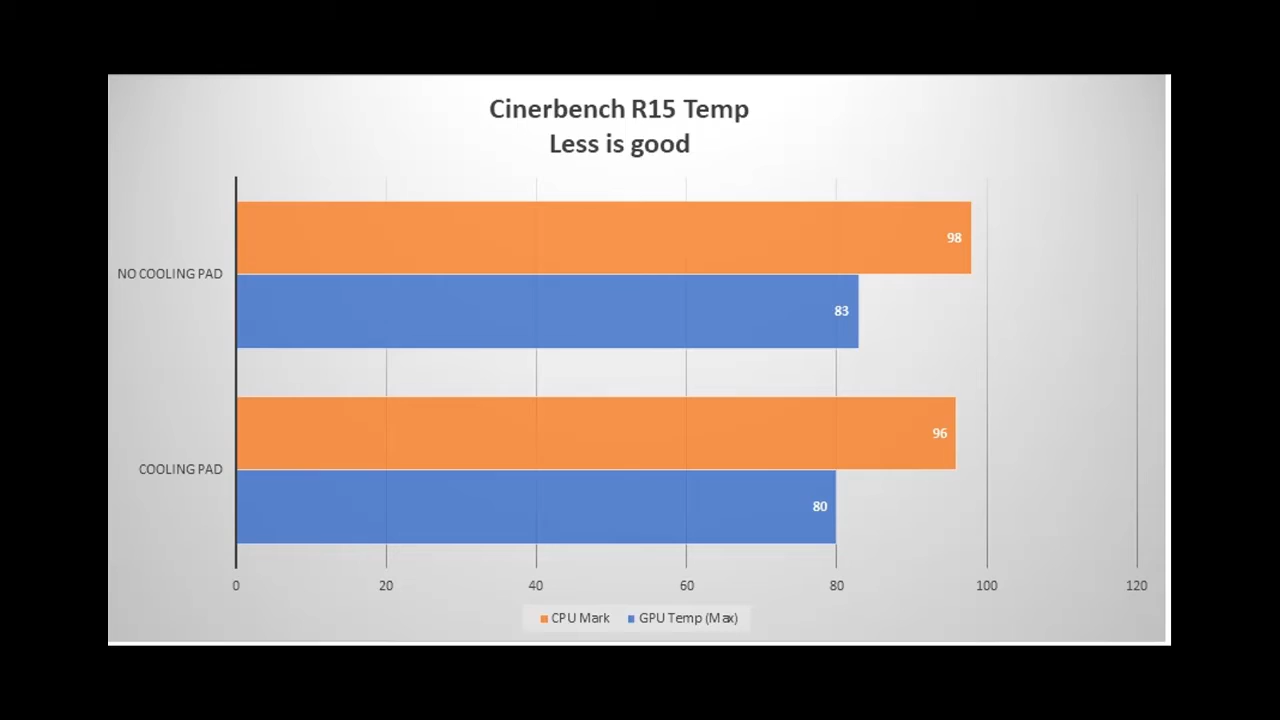 Cinerbench R15 Temp
Less is good
98
NO COOLING PAD
83
96
COOLING PAD
80
0 20 40 60 80 100 120
CPU Mark GPU Temp (Max)